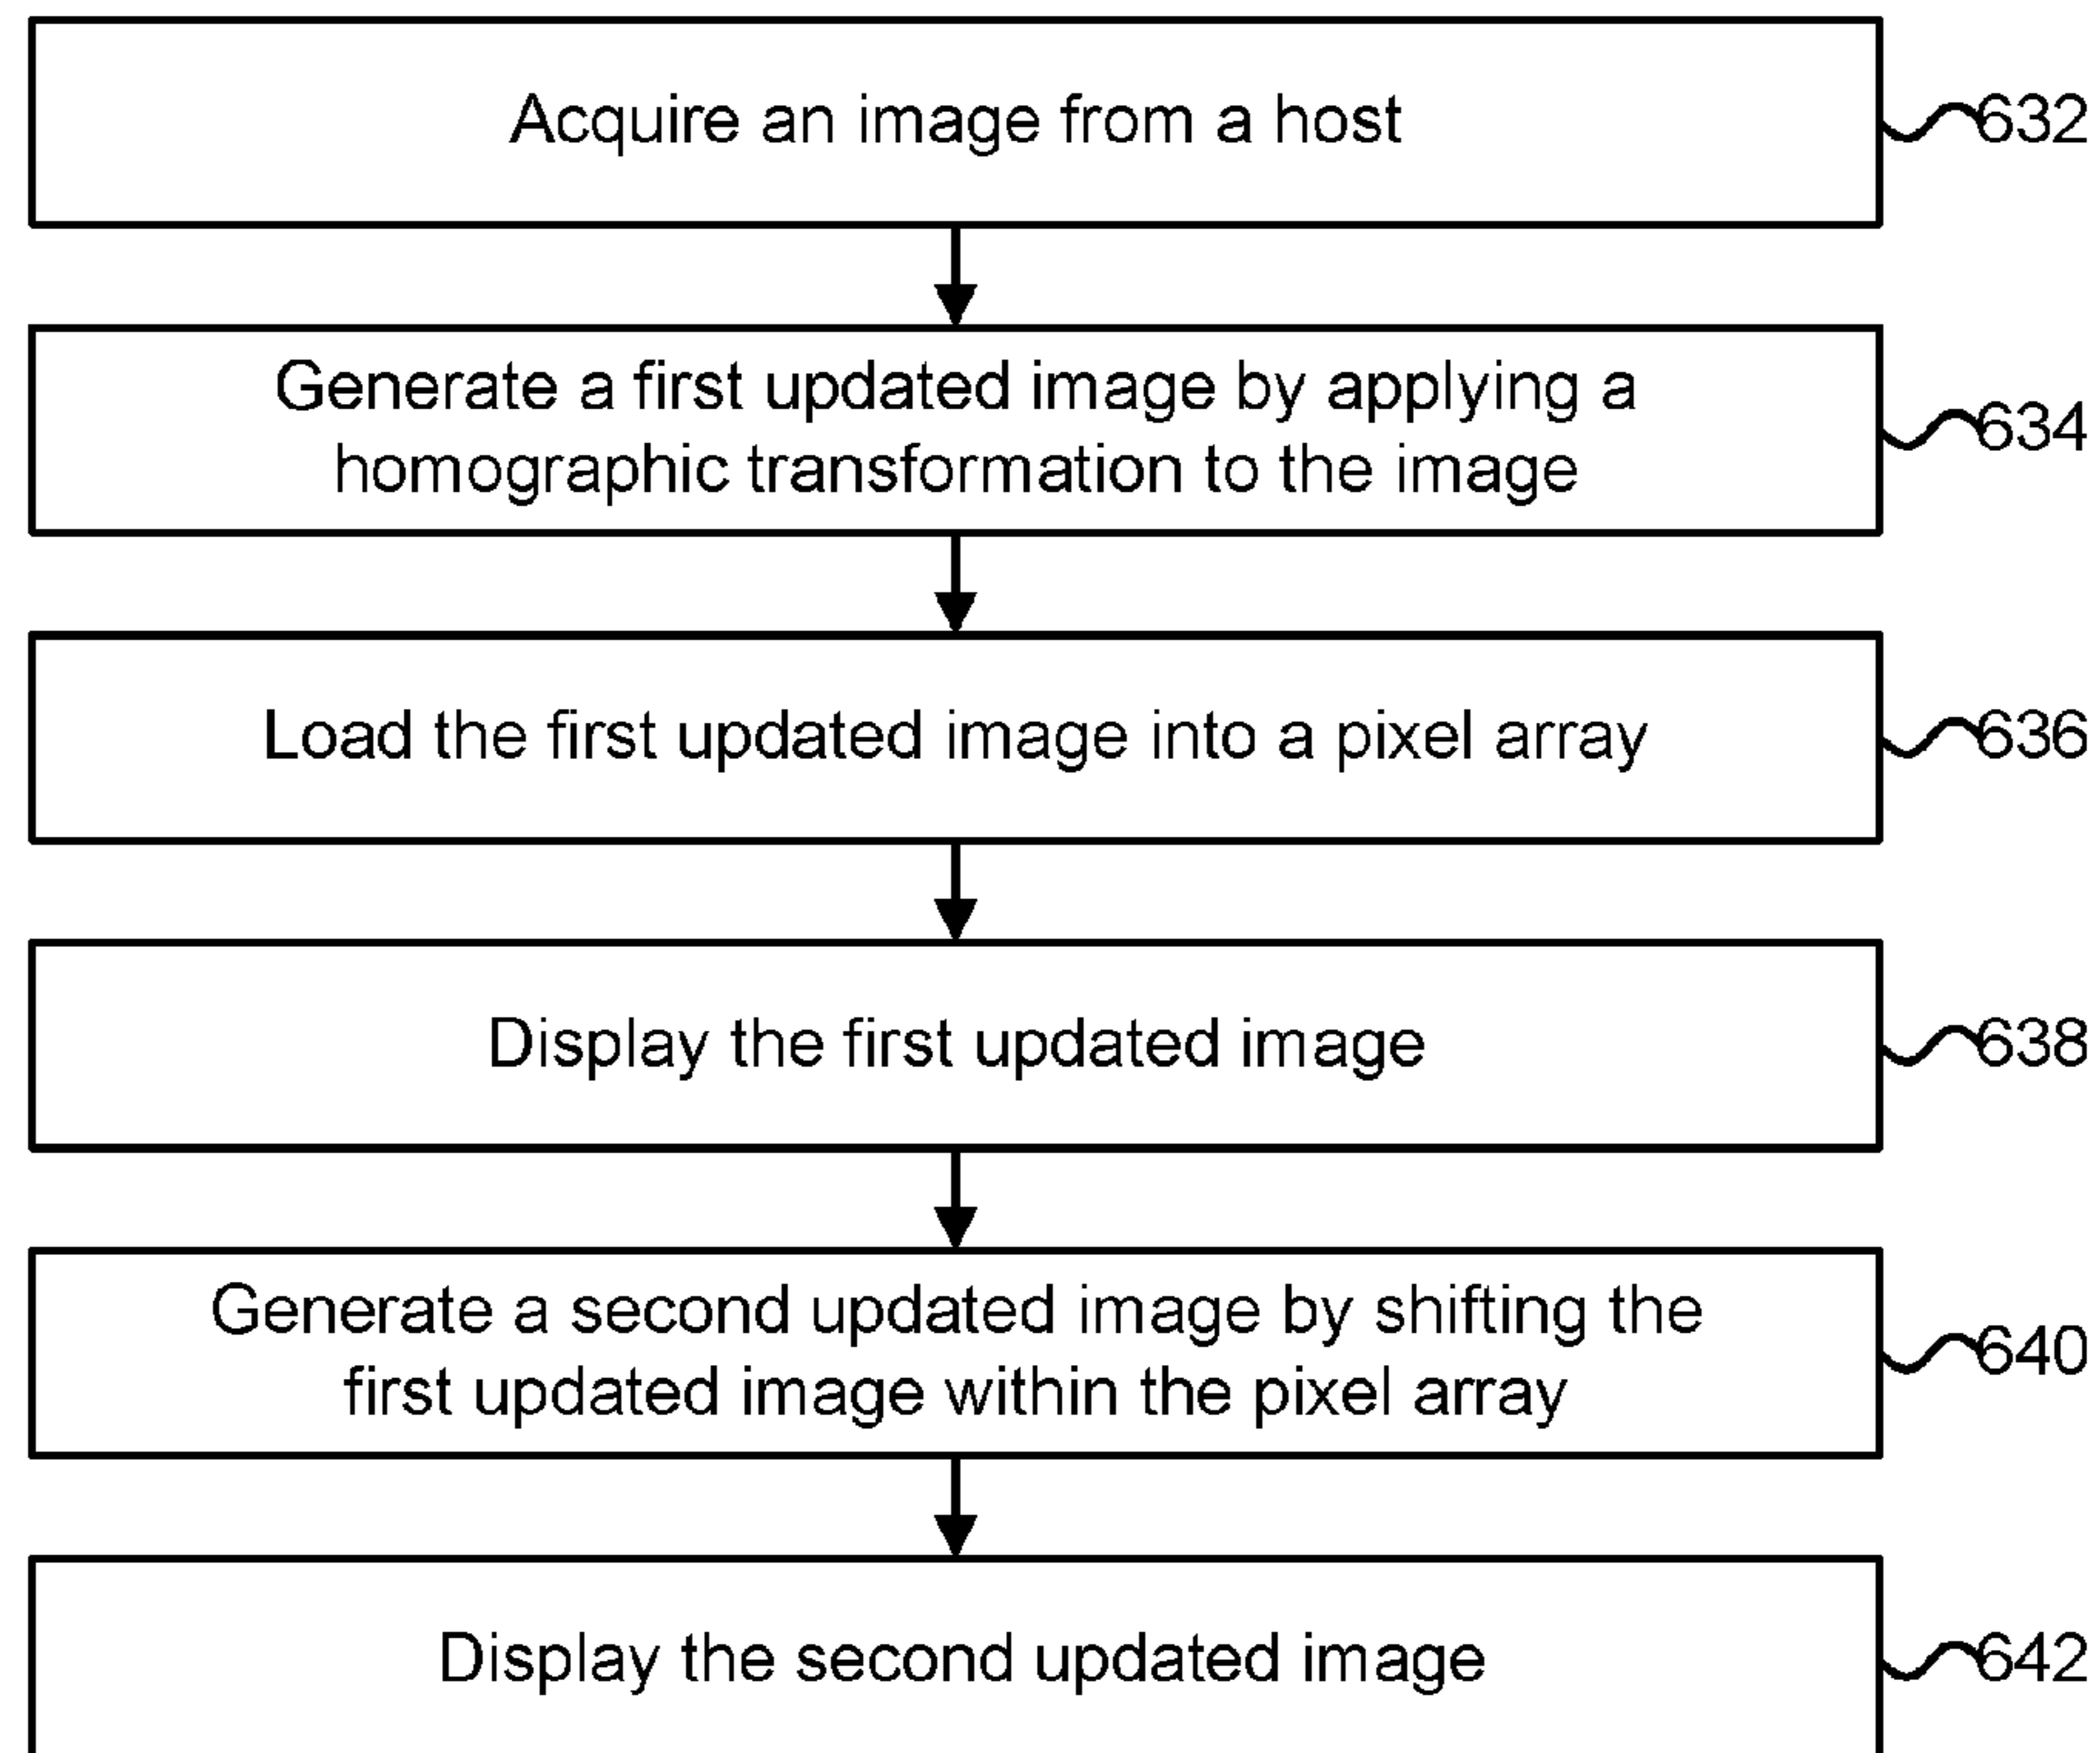 Acquire an image from a host
632
Generate a first updated image by applying a
homographic transformation to the image
634
Load the first updated image into a pixel array
636
Display the first updated image
638
Generate a second updated image by shifting the
first updated image within the pixel array
640
Display the second updated image
642